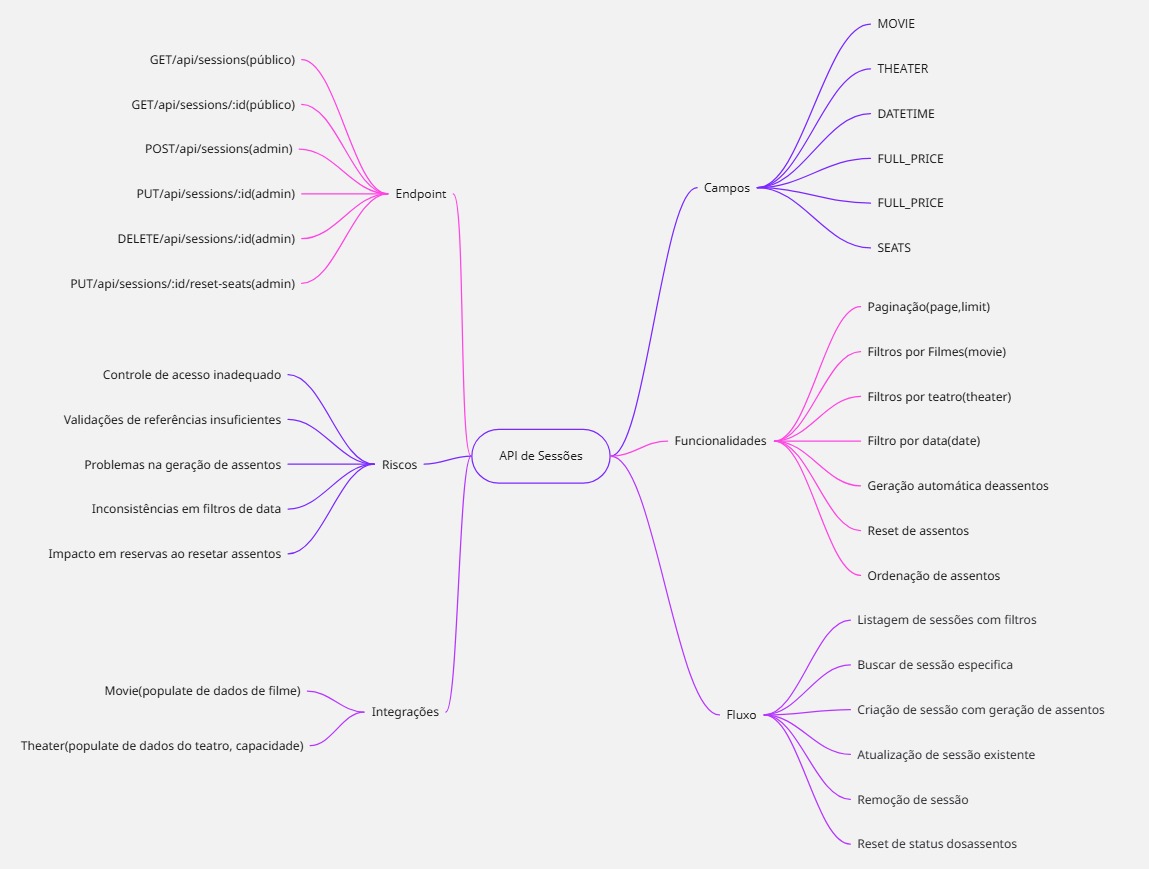 API de Sessões
Endpoint
GET/api/sessions(público)
GET/api/sessions/:id(público)
POST/api/sessions(admin)
PUT/api/sessions/:id(admin)
DELETE/api/sessions/:id(admin)
PUT/api/sessions/:id/reset-seats(admin)
Riscos
Controle de acesso inadequado
Validações de referências insuficientes
Problemas na geração de assentos
Inconsistências em filtros de data
Impacto em reservas ao resetar assentos
Integrações
Movie(populate de dados de filme)
Theater(populate de dados do teatro, capacidade)
Campos
MOVIE
THEATER
DATETIME
FULL_PRICE
FULL_PRICE
SEATS
Funcionalidades
Paginação(page,limit)
Filtros por Filmes(movie)
Filtros por teatro(theater)
Filtro por data(date)
Geração automática deassentos
Reset de assentos
Ordenação de assentos
Fluxo
Listagem de sessões com filtros
Buscar de sessão especifica
Criação de sessão com geração de assentos
Atualização de sessão existente
Remoção de sessão
Reset de status dosassentos